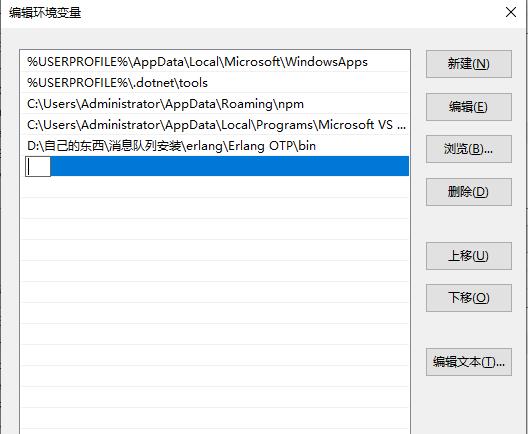 编辑环境变量
%USERPROFILE%\AppData\Local\Microsoft\WindowsApps
%USERPROFILE%\.dotnet\tools
C:\Users\Administrator\AppData\Roaming\npm
C:\Users\Administrator\AppData\Local\Programs\Microsoft VS ...
D:\自己的东西\消息队列安装\erlang\Erlang OTP\bin
新建(N)
编辑(E)
浏览(B)...
删除(D)
上移(U)
下移(O)
编辑文本(T)...